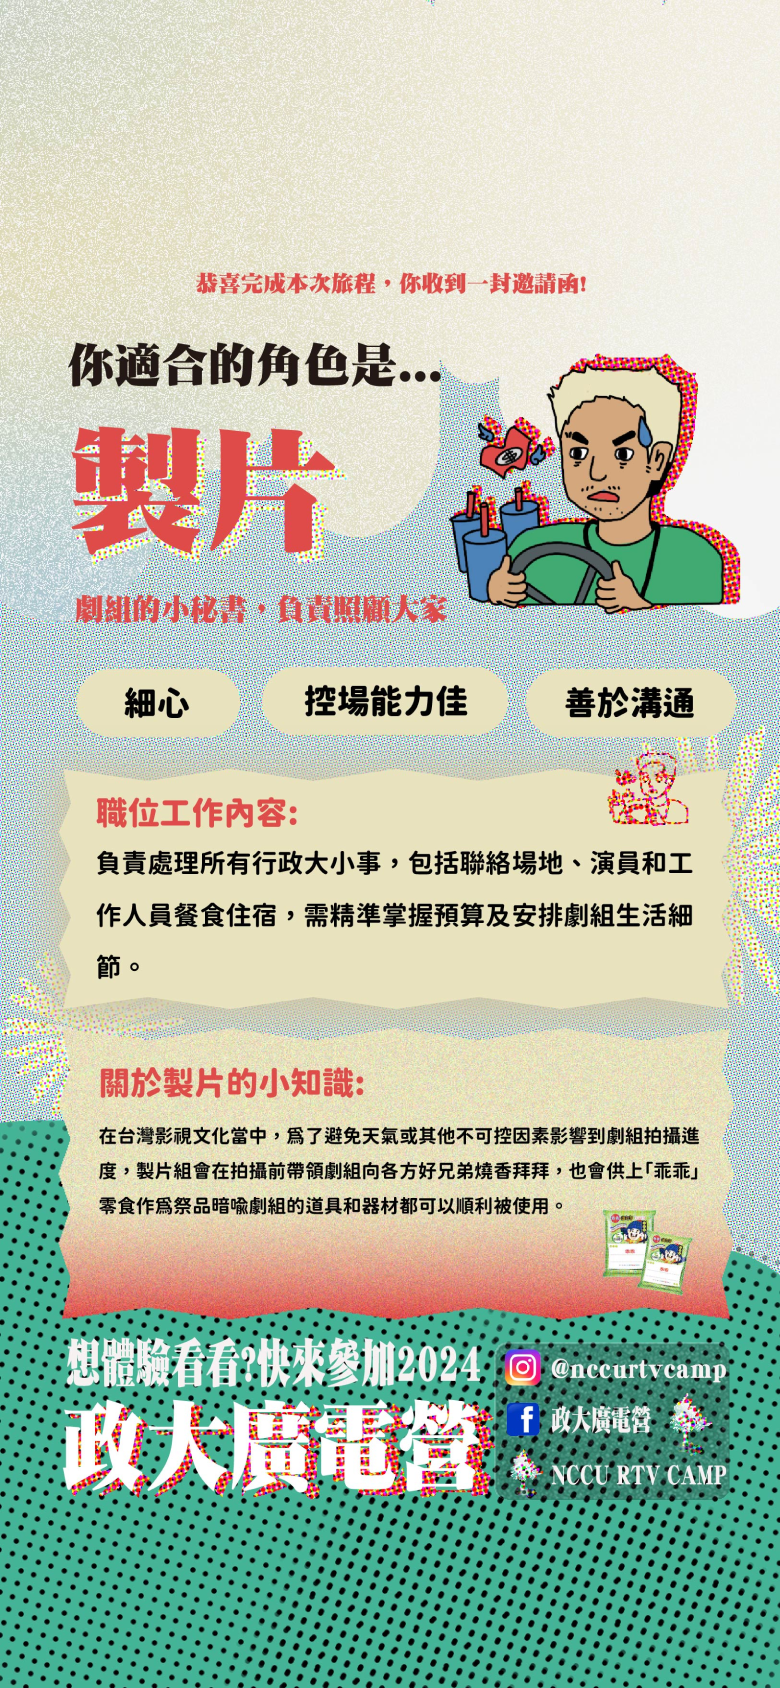 恭喜完成本次旅程，你收到一封邀請函!
你適合的角色是...
製片
劇組的小秘書，負責照顧大家
細心
控場能力佳
善於溝通
職位工作內容:
負責處理所有行政大小事，包括聯絡場地、演員和工
作人員餐食住宿，需精準掌握預算及安排劇組生活細
節。
關於製片的小知識:
在台灣影視文化當中，為了避免天氣或其他不可控因素影響到劇組拍攝進
度，製片組會在拍攝前帶領劇組向各方好兄弟燒香拜拜，也會供上「乖乖」
零食作為祭品暗喻劇組的道具和器材都可以順利被使用。
想體驗看看?快來參加2024
政大廣電營
@nccurtvcamp
政大廣電營
NCCU RTV CAMP